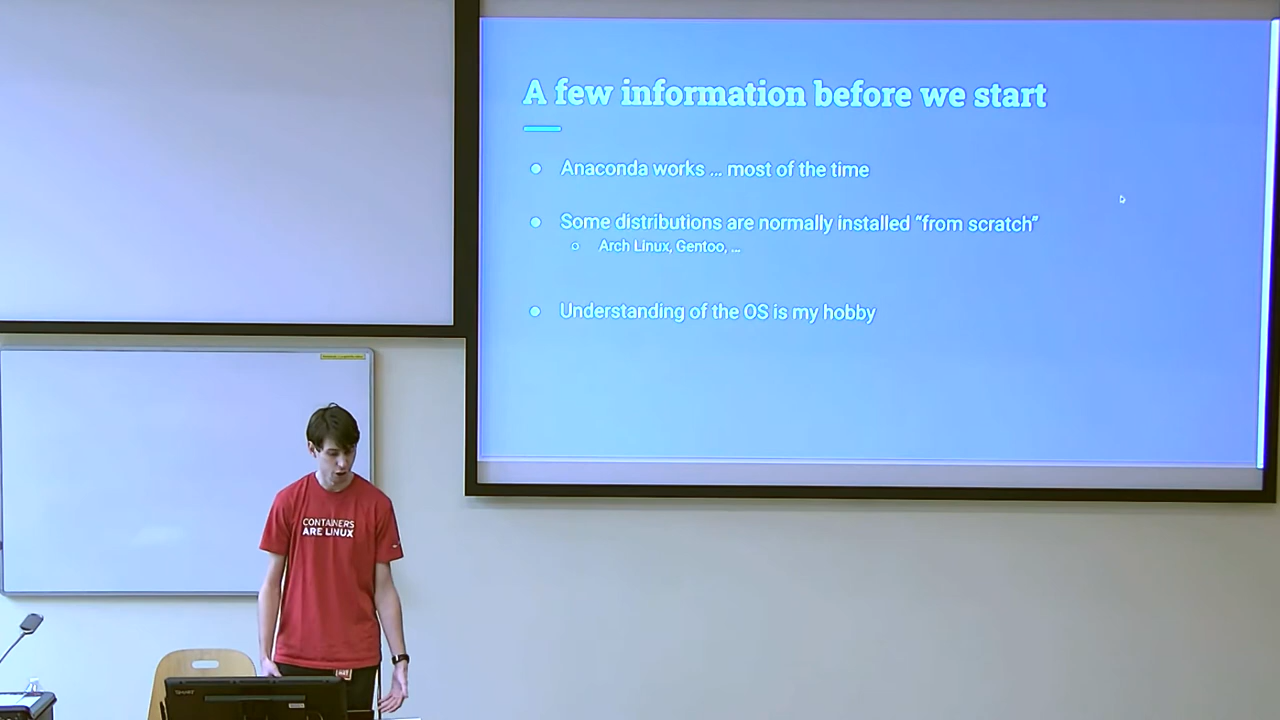 A few information before we start
Anaconda works ... most of the time
Some distributions are normally installed “from scratch”
Arch Linux, Gentoo, ...
Understanding of the OS is my hobby
CONTAINERS
ARE LINUX